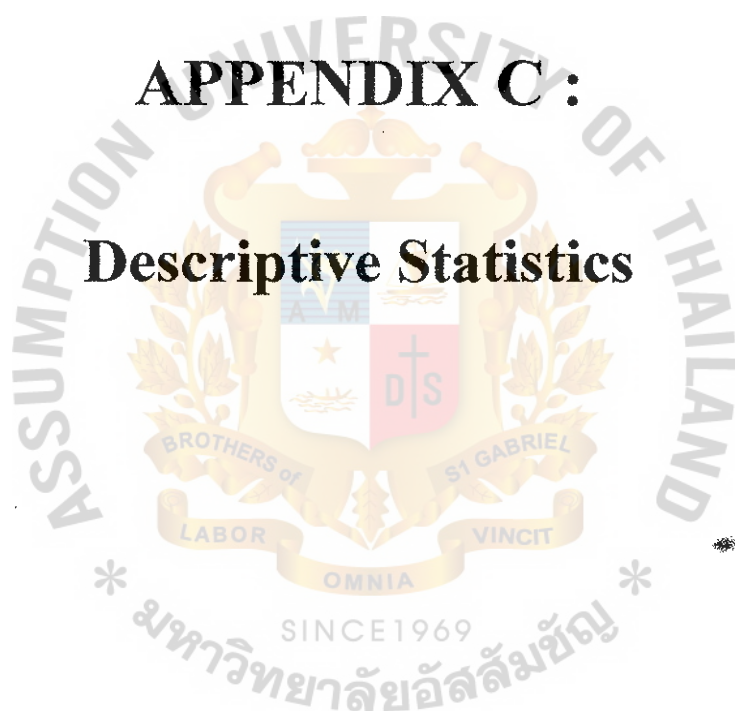 APPENDIX C :
Descriptive Statistics
ASSUMPTION UNIVERSITY OF THAILAND
A M
D S
BROTHERS of
S1 GABRIEL
LABOR
VINCIT
OMNIA
SINCE1969
มหาวิทยาลัยอัสสัมชัญ